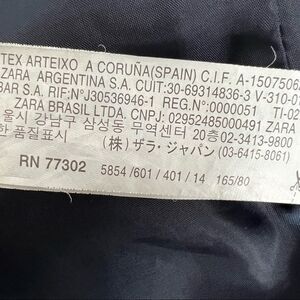 TEX ARTEIXO A CORUÑA(SPAIN) C.I.F. A-1507506
ZARA ARGENTINA S.A. CUIT:30-69314836-3 V-310-0
BAR S.A. RIF:N°J30536946-1 REG.N°:0000051 TI-02
ZARA BRASIL LTDA. CNPJ: 02952485000491 ZARA
울시 강남구 삼성동 무역센터 20층 02-3413-9800
한 품질표시 (株) ザラ・ジャパン (03-6415-8061)
RN 77302 5854 /601 / 401 / 14 165/80